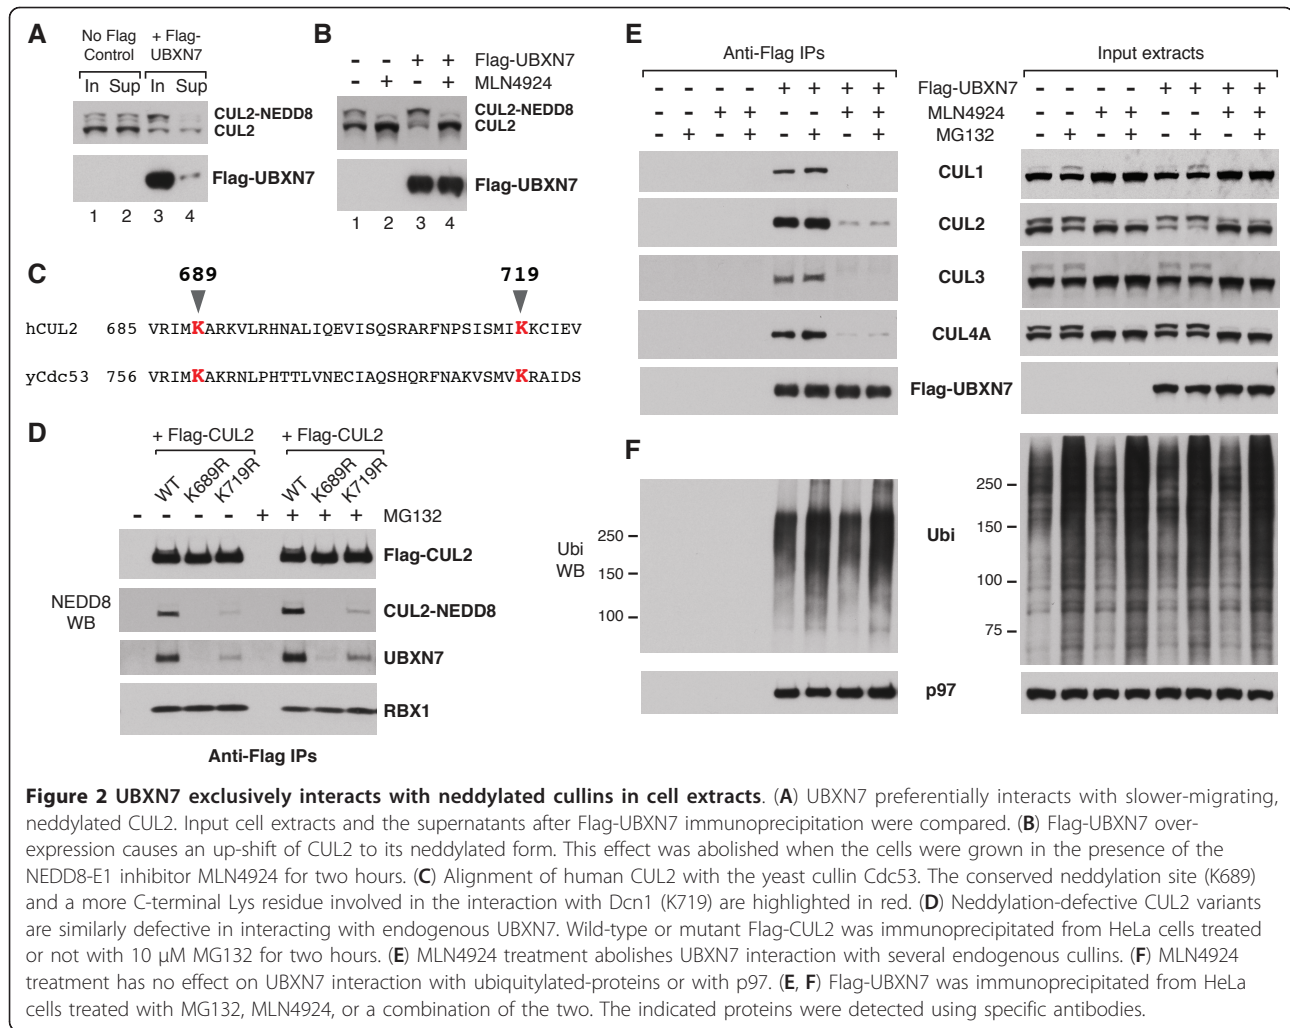 A
No Flag Control
+ Flag-UBXN7
In Sup In Sup
CUL2-NEDD8
CUL2
Flag-UBXN7
1 2 3 4
B
- - + + Flag-UBXN7
- + - + MLN4924
CUL2-NEDD8
CUL2
Flag-UBXN7
1 2 3 4
C
689 719
hCUL2 685 VRIMKARKVLRHNALIQEVISQSRARFNPSISMIKKCIEV
yCdc53 756 VRIMKAKRNLPHTTLVNECIAQSHQRFNAKVSMVKRAIDS
D
+ Flag-CUL2 + Flag-CUL2
WT K689R K719R WT K689R K719R
- - - - + + + + MG132
Flag-CUL2
NEDD8 WB
CUL2-NEDD8
UBXN7
RBX1
Anti-Flag IPs
E
Anti-Flag IPs Input extracts
- - - - + + + + Flag-UBXN7 - - - - + + + +
- - + + - - + + MLN4924 - - + + - - + +
- + - + - + - + MG132 - + - + - + - +
CUL1
CUL2
CUL3
CUL4A
Flag-UBXN7
F
Ubi WB
250
150
100
Ubi
250
150
100
75
p97
Figure 2 UBXN7 exclusively interacts with neddylated cullins in cell extracts. (A) UBXN7 preferentially interacts with slower-migrating,
neddylated CUL2. Input cell extracts and the supernatants after Flag-UBXN7 immunoprecipitation were compared. (B) Flag-UBXN7 over-
expression causes an up-shift of CUL2 to its neddylated form. This effect was abolished when the cells were grown in the presence of the
NEDD8-E1 inhibitor MLN4924 for two hours. (C) Alignment of human CUL2 with the yeast cullin Cdc53. The conserved neddylation site (K689)
and a more C-terminal Lys residue involved in the interaction with Dcn1 (K719) are highlighted in red. (D) Neddylation-defective CUL2 variants
are similarly defective in interacting with endogenous UBXN7. Wild-type or mutant Flag-CUL2 was immunoprecipitated from HeLa cells treated
or not with 10 μM MG132 for two hours. (E) MLN4924 treatment abolishes UBXN7 interaction with several endogenous cullins. (F) MLN4924
treatment has no effect on UBXN7 interaction with ubiquitylated-proteins or with p97. (E, F) Flag-UBXN7 was immunoprecipitated from HeLa
cells treated with MG132, MLN4924, or a combination of the two. The indicated proteins were detected using specific antibodies.